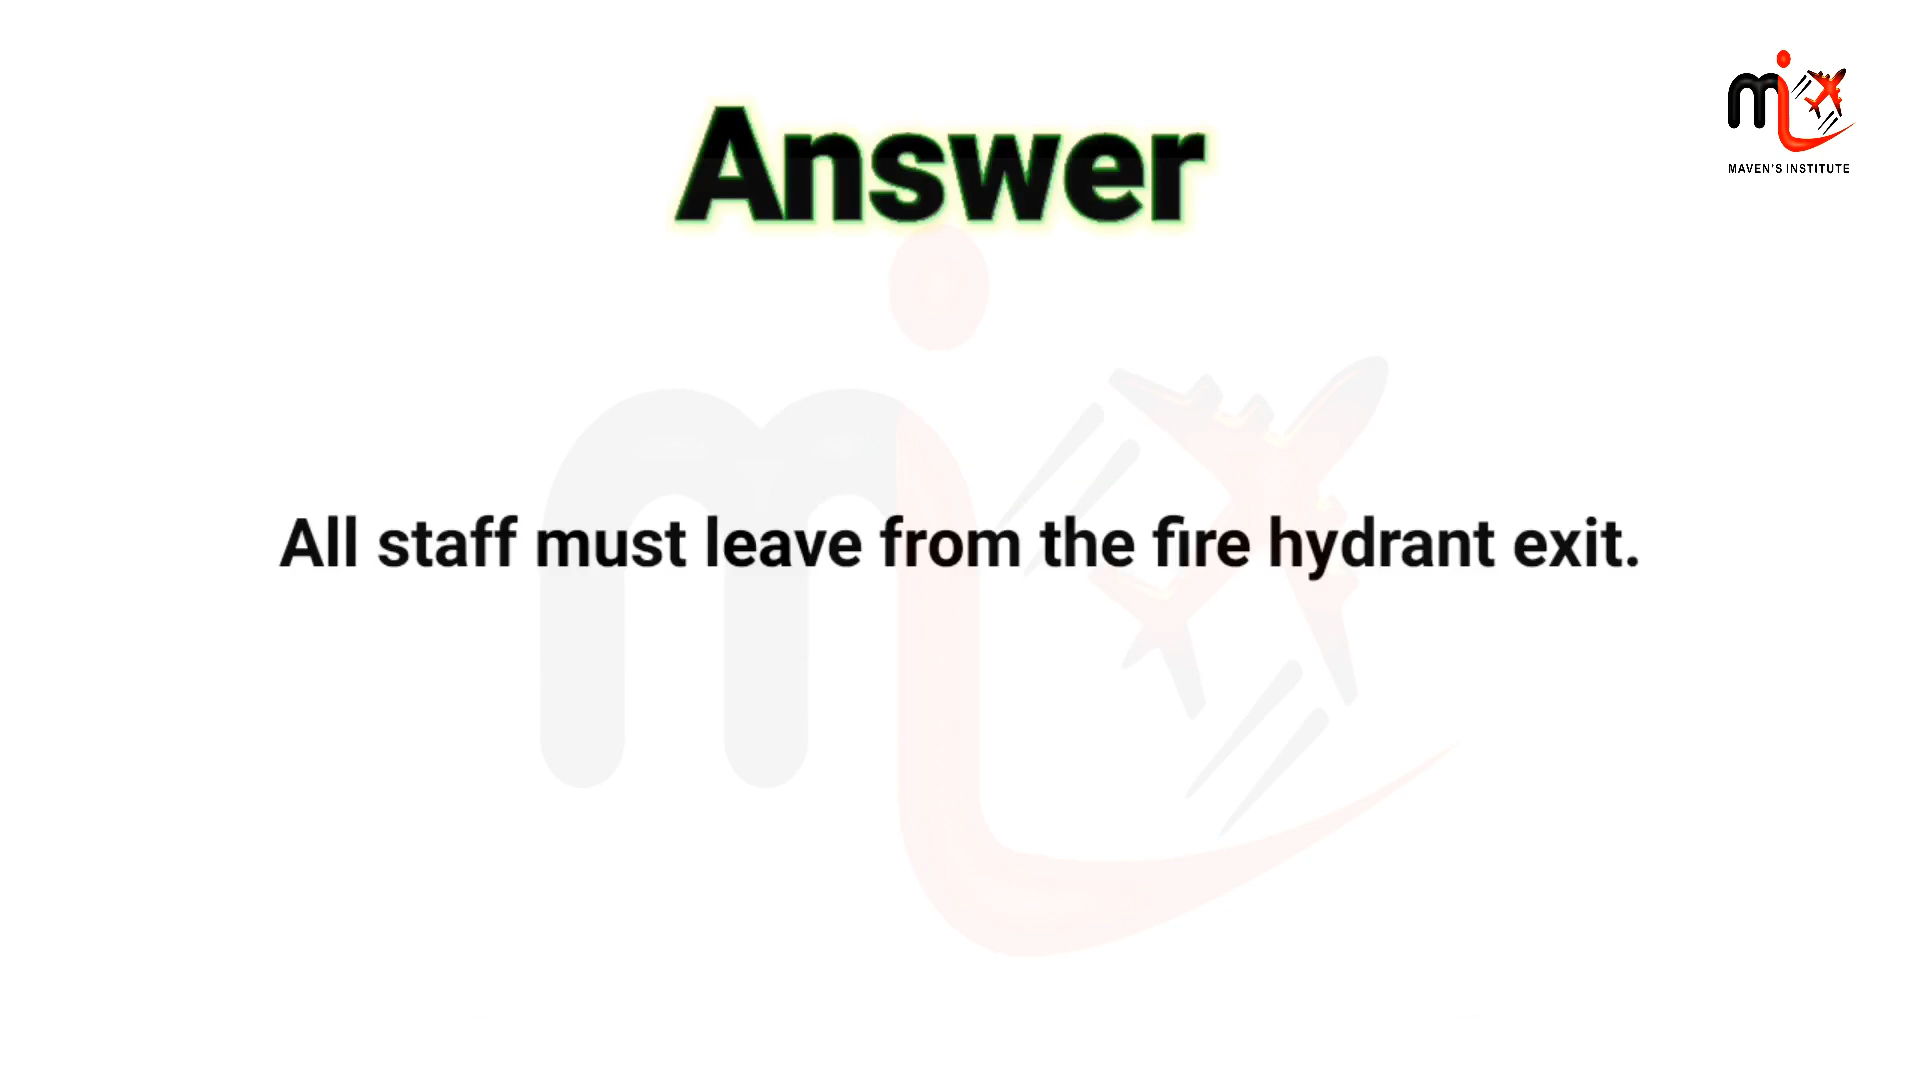 MAVEN'S INSTITUTE
Answer
All staff must leave from the fire hydrant exit.